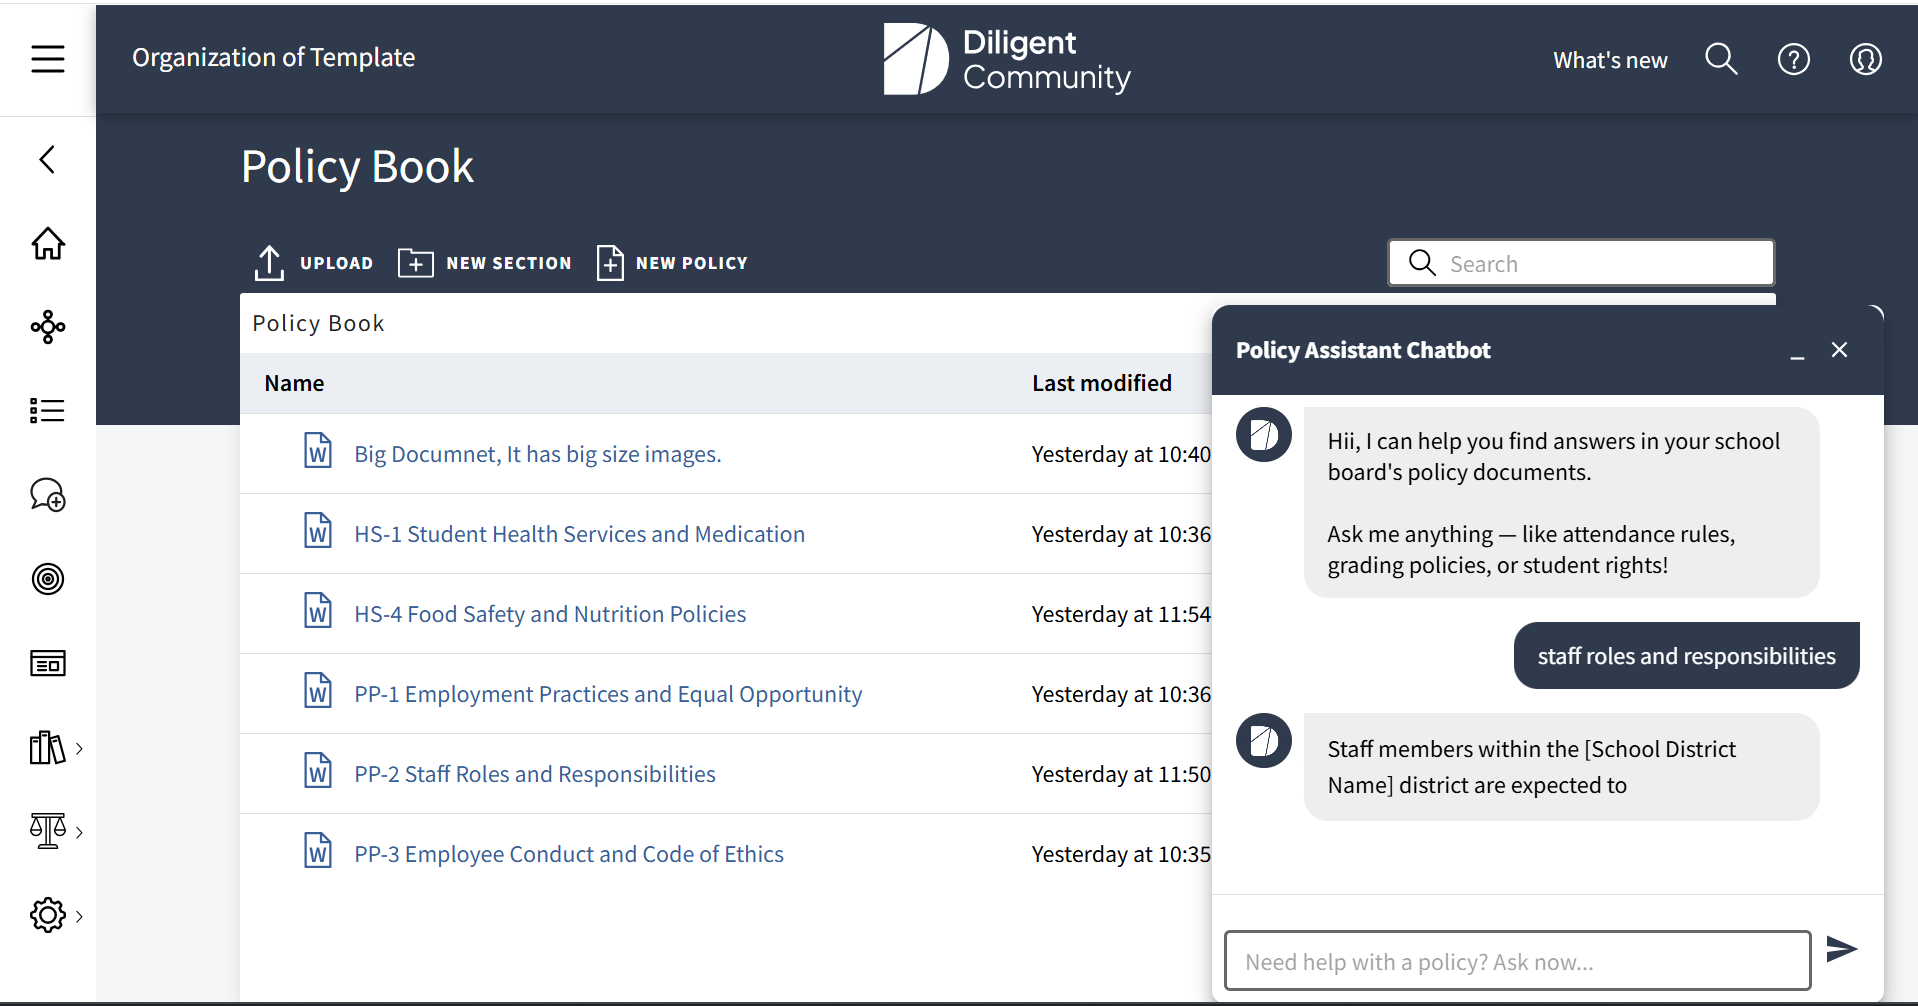 Organization of Template
Diligent
Community
What's new
Policy Book
UPLOAD
NEW SECTION
NEW POLICY
Search
Policy Book
Name
Last modified
Big Documnet, It has big size images.
Yesterday at 10:40
HS-1 Student Health Services and Medication
Yesterday at 10:36
HS-4 Food Safety and Nutrition Policies
Yesterday at 11:54
PP-1 Employment Practices and Equal Opportunity
Yesterday at 10:36
PP-2 Staff Roles and Responsibilities
Yesterday at 11:50
PP-3 Employee Conduct and Code of Ethics
Yesterday at 10:35
Policy Assistant Chatbot
Hii, I can help you find answers in your school
board's policy documents.
Ask me anything — like attendance rules,
grading policies, or student rights!
staff roles and responsibilities
Staff members within the [School District
Name] district are expected to
Need help with a policy? Ask now...